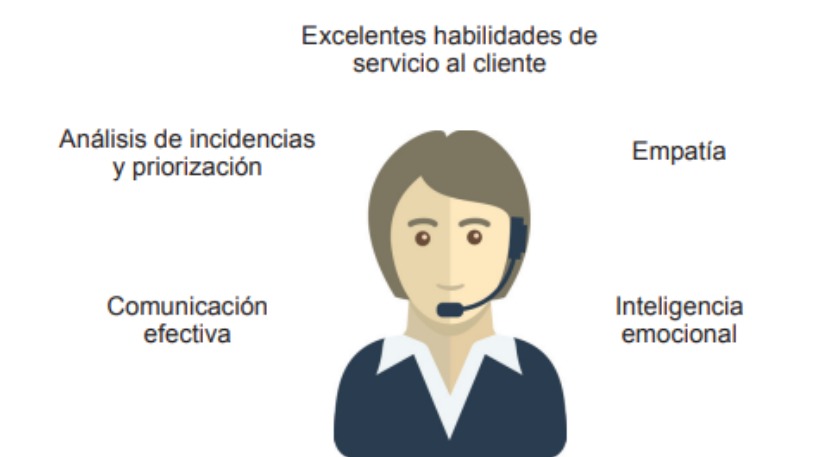 Excelentes habilidades de
servicio al cliente
Análisis de incidencias
y priorización
Empatía
Comunicación
efectiva
Inteligencia
emocional